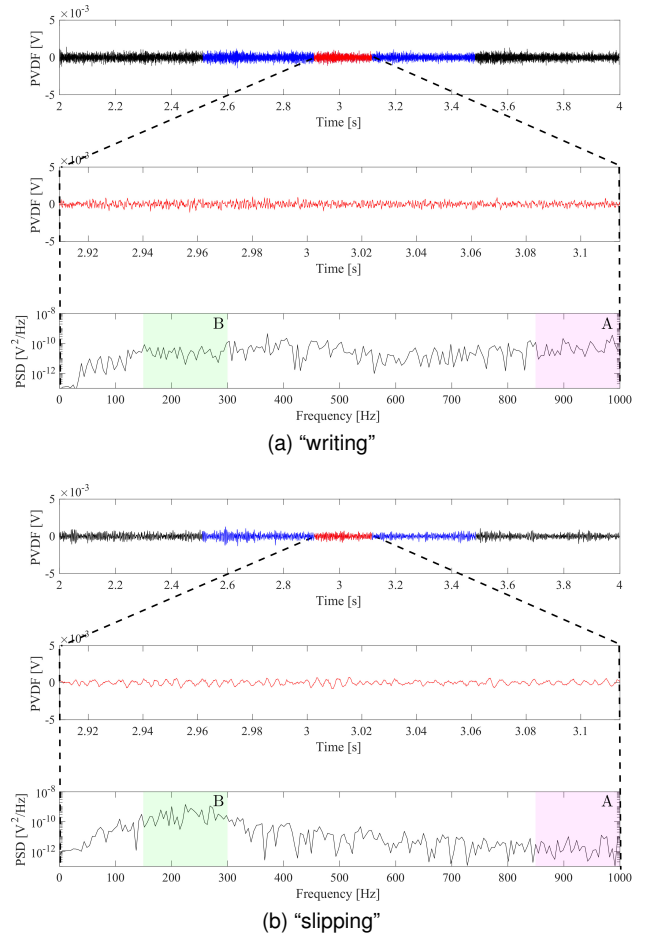 ×10⁻³
5
0
-5
PVDF [V]
2 2.2 2.4 2.6 2.8 3 3.2 3.4 3.6 3.8 4
Time [s]
×10⁻³
5
0
-5
PVDF [V]
2.92 2.94 2.96 2.98 3 3.02 3.04 3.06 3.08 3.1
Time [s]
B A
10⁻⁸
10⁻¹⁰
10⁻¹²
PSD [V²/Hz]
0 100 200 300 400 500 600 700 800 900 1000
Frequency [Hz]
(a) “writing”
×10⁻³
5
0
-5
PVDF [V]
2 2.2 2.4 2.6 2.8 3 3.2 3.4 3.6 3.8 4
Time [s]
×10⁻³
5
0
-5
PVDF [V]
2.92 2.94 2.96 2.98 3 3.02 3.04 3.06 3.08 3.1
Time [s]
B A
10⁻⁸
10⁻¹⁰
10⁻¹²
PSD [V²/Hz]
0 100 200 300 400 500 600 700 800 900 1000
Frequency [Hz]
(b) “slipping”